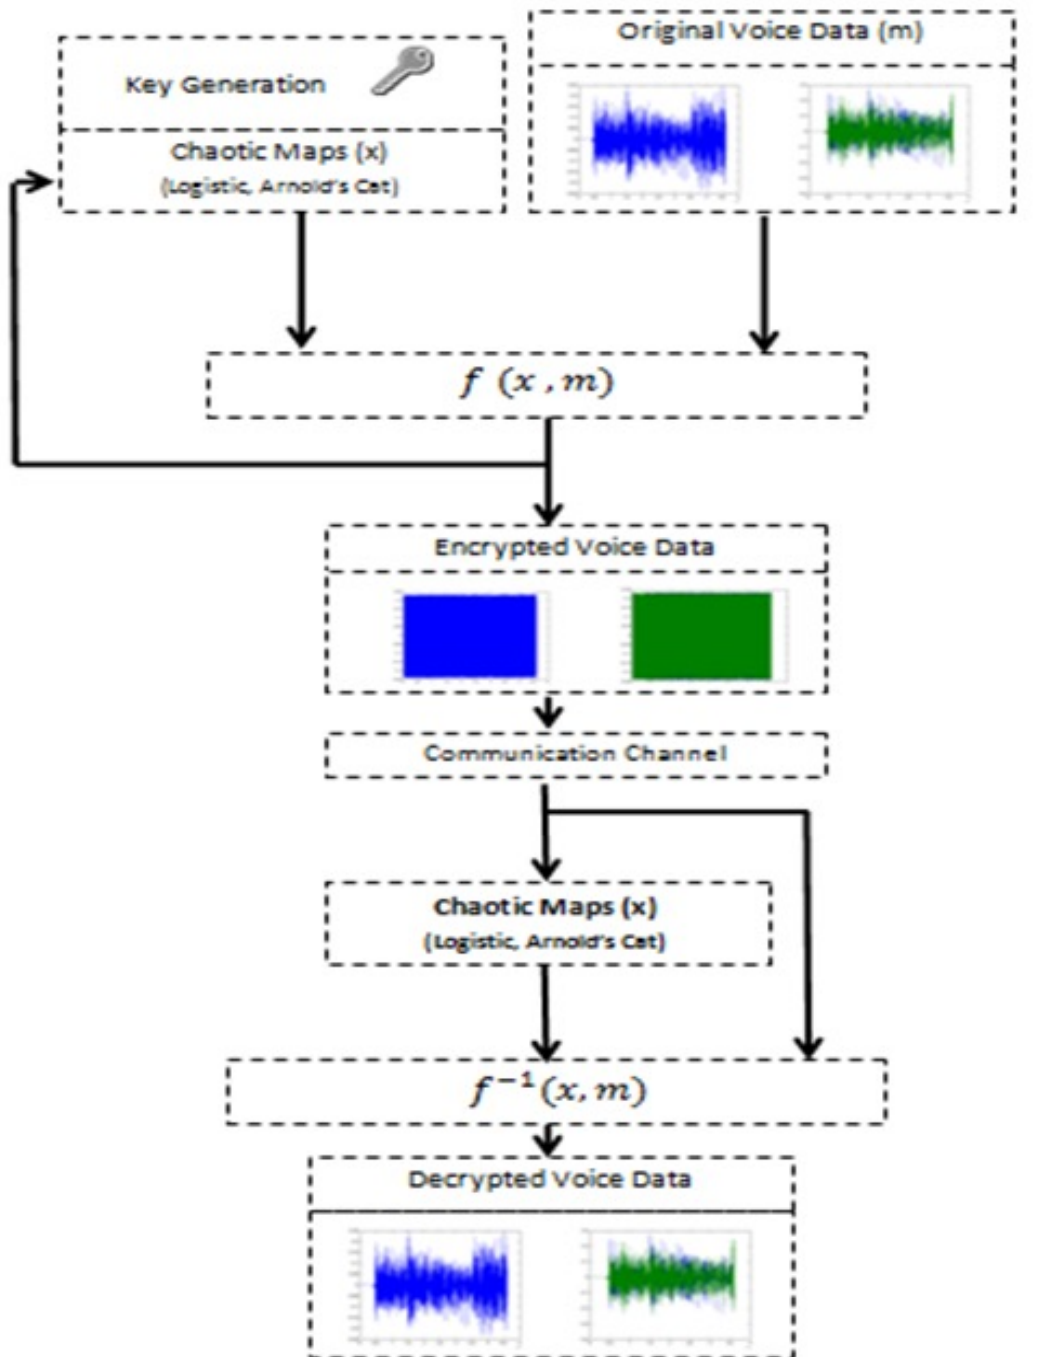 Original Voice Data (m)
Key Generation
Chaotic Maps (x)
(Logistic, Arnold's Cat)
f (x , m)
Encrypted Voice Data
Communication Channel
Chaotic Maps (x)
(Logistic, Arnold's Cat)
f⁻¹(x, m)
Decrypted Voice Data